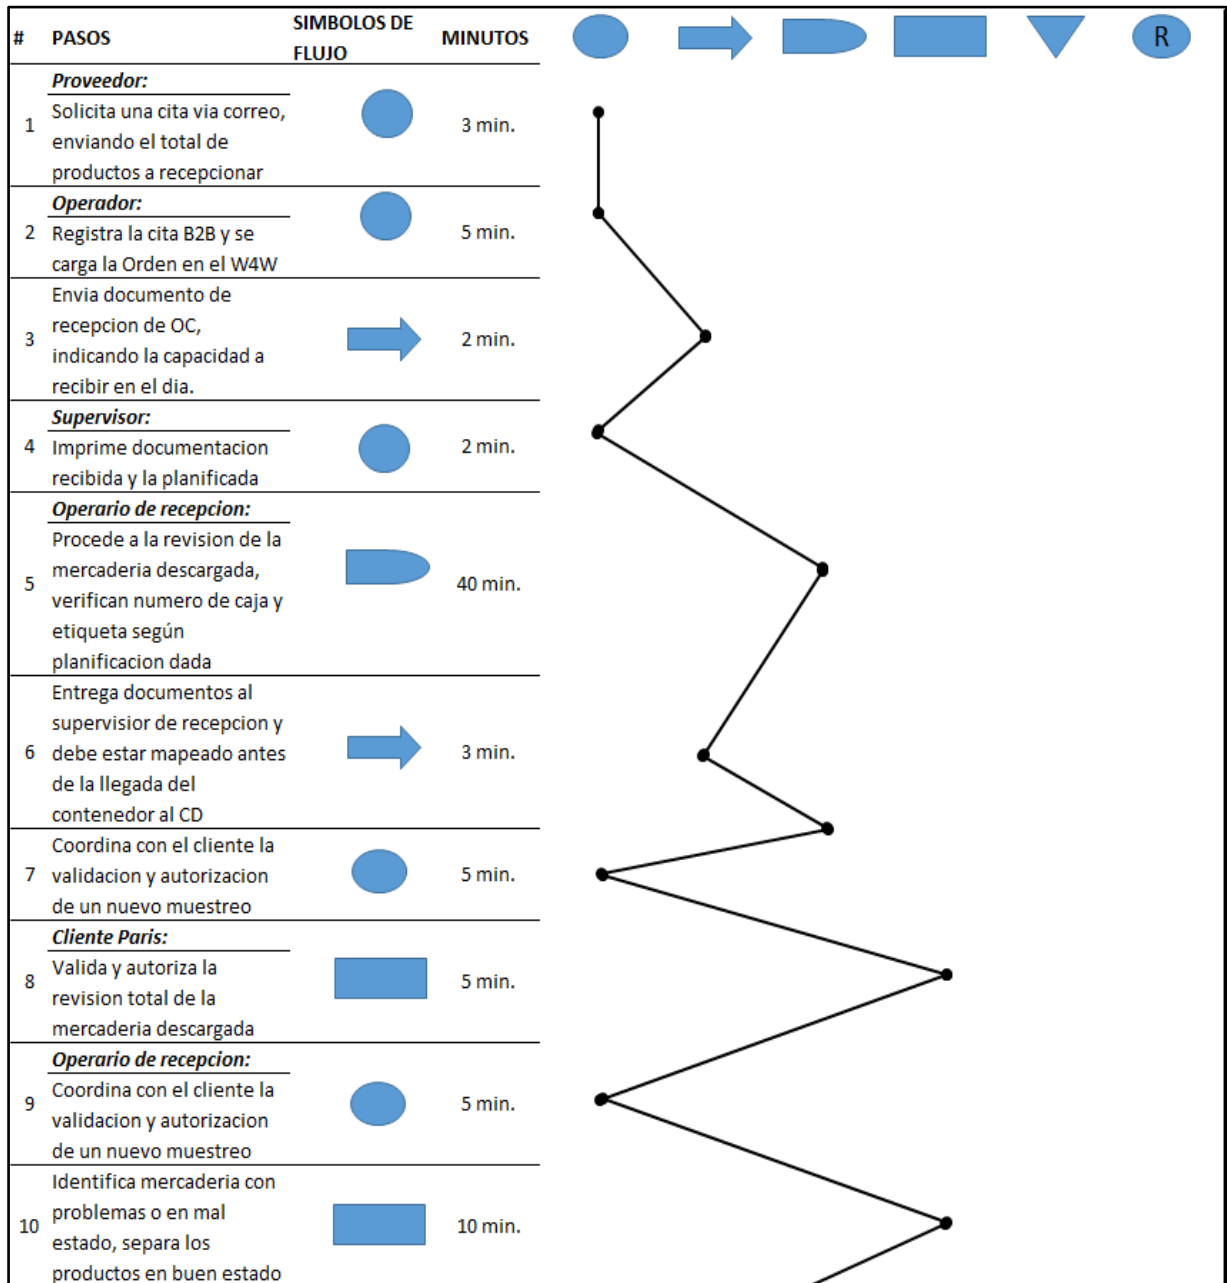 # PASOS SIMBOLOS DE FLUJO MINUTOS R
Proveedor:
1 Solicita una cita via correo, 3 min.
enviando el total de
productos a recepcionar
Operador:
2 Registra la cita B2B y se 5 min.
carga la Orden en el W4W
Envia documento de
recepcion de OC,
3 indicando la capacidad a 2 min.
recibir en el dia.
Supervisor:
4 Imprime documentacion 2 min.
recibida y la planificada
Operario de recepcion:
Procede a la revision de la
mercaderia descargada,
5 verifican numero de caja y 40 min.
etiqueta según
planificacion dada
Entrega documentos al
supervisior de recepcion y
6 debe estar mapeado antes 3 min.
de la llegada del
contenedor al CD
Coordina con el cliente la
7 validacion y autorizacion 5 min.
de un nuevo muestreo
Cliente Paris:
8 Valida y autoriza la 5 min.
revision total de la
mercaderia descargada
Operario de recepcion:
9 Coordina con el cliente la 5 min.
validacion y autorizacion
de un nuevo muestreo
Identifica mercaderia con
10 problemas o en mal 10 min.
estado, separa los
productos en buen estado